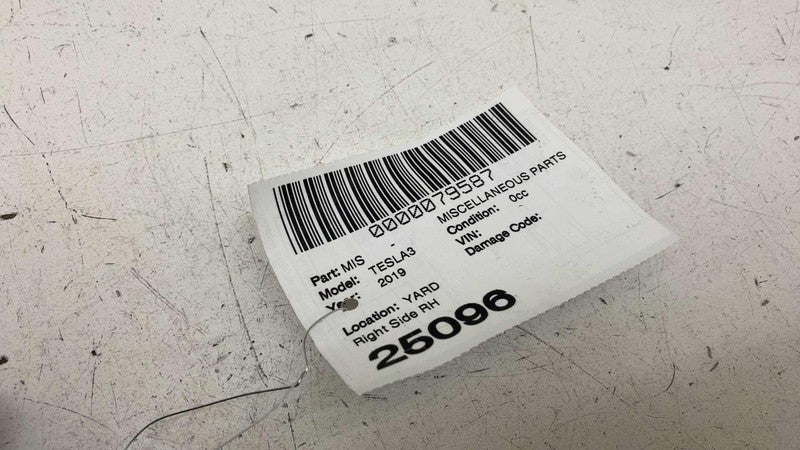 0000079587
Part: MIS - MISCELLANEOUS PARTS
Model: TESLA3 Condition: 0cc
Year: 2019 VIN:
Damage Code:
Location: YARD
Right Side RH
25096